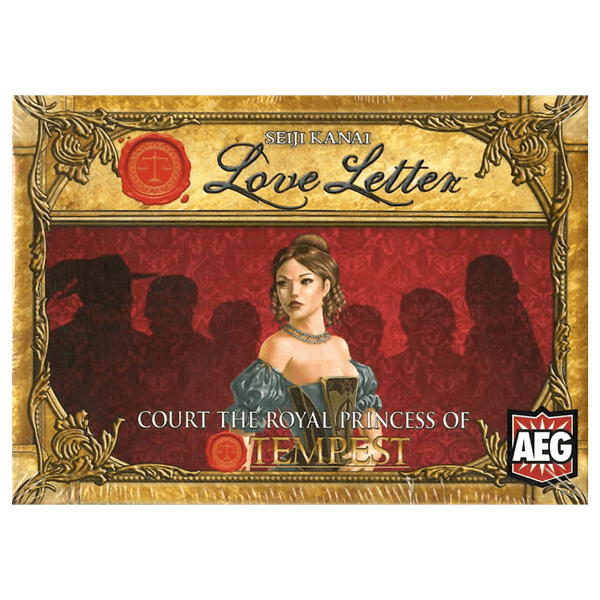 SEIJI KANAI
Love Letter
COURT THE ROYAL PRINCESS OF
TEMPEST
AEG